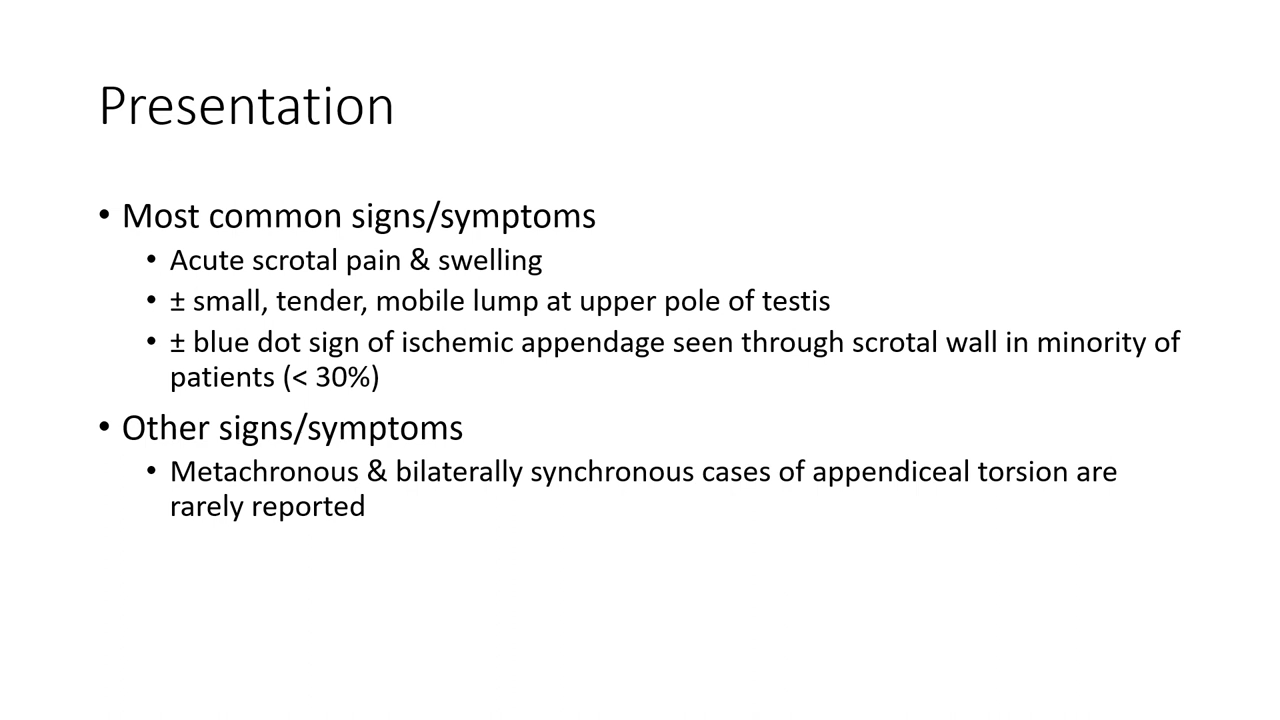 Presentation
• Most common signs/symptoms
• Acute scrotal pain & swelling
• ± small, tender, mobile lump at upper pole of testis
• ± blue dot sign of ischemic appendage seen through scrotal wall in minority of
patients (< 30%)
• Other signs/symptoms
• Metachronous & bilaterally synchronous cases of appendiceal torsion are
rarely reported